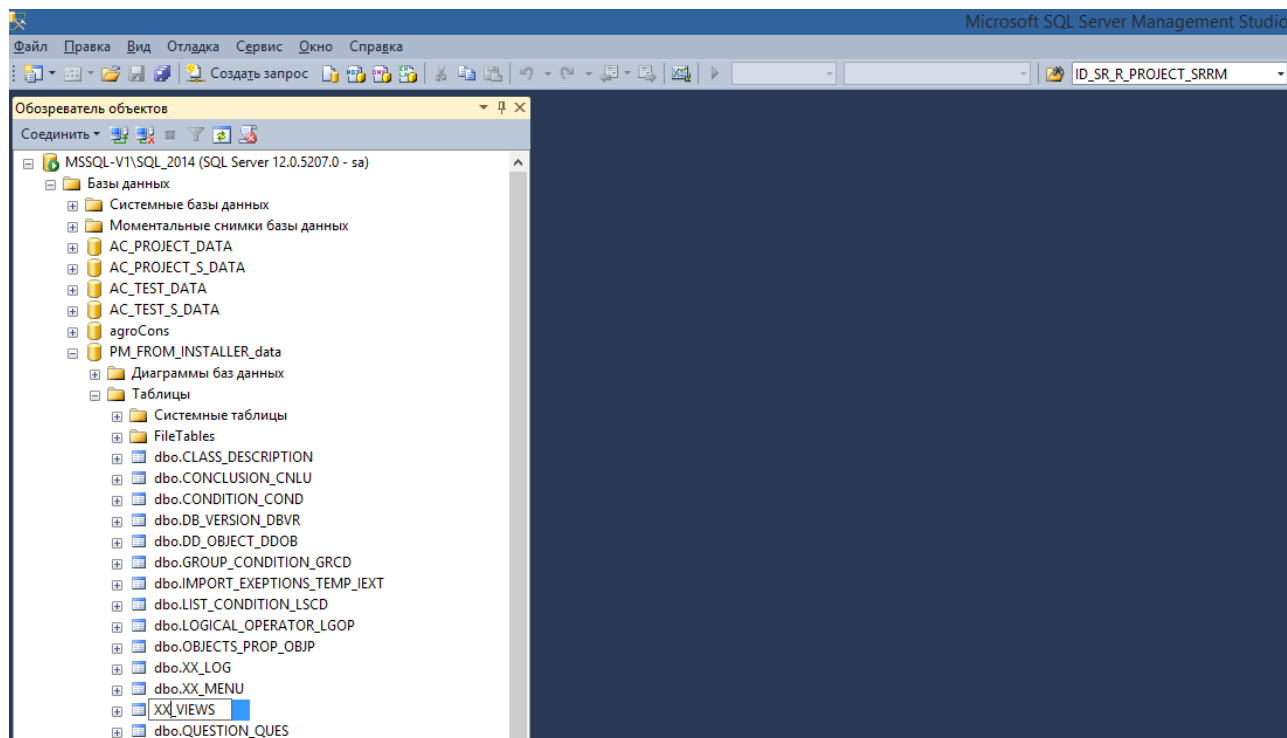 Microsoft SQL Server Management Studio
Файл Правка Вид Отладка Сервис Окно Справка
Создать запрос ID_SR_R_PROJECT_SRRM
Обозреватель объектов
Соединить
MSSQL-V1\SQL_2014 (SQL Server 12.0.5207.0 - sa)
Базы данных
Системные базы данных
Моментальные снимки базы данных
AC_PROJECT_DATA
AC_PROJECT_S_DATA
AC_TEST_DATA
AC_TEST_S_DATA
agroCons
PM_FROM_INSTALLER_data
Диаграммы баз данных
Таблицы
Системные таблицы
FileTables
dbo.CLASS_DESCRIPTION
dbo.CONCLUSION_CNLU
dbo.CONDITION_COND
dbo.DB_VERSION_DBVR
dbo.DD_OBJECT_DDOB
dbo.GROUP_CONDITION_GRCD
dbo.IMPORT_EXEPTIONS_TEMP_IEXT
dbo.LIST_CONDITION_LSCD
dbo.LOGICAL_OPERATOR_LGOP
dbo.OBJECTS_PROP_OBJP
dbo.XX_LOG
dbo.XX_MENU
XX_VIEWS
dbo.QUESTION_QUES